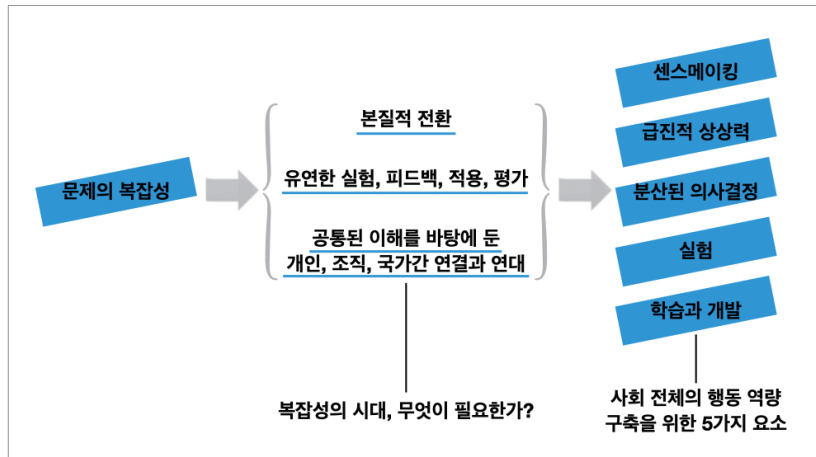 문제의 복잡성
본질적 전환
유연한 실험, 피드백, 적용, 평가
공통된 이해를 바탕에 둔
개인, 조직, 국가간 연결과 연대
복잡성의 시대, 무엇이 필요한가?
센스메이킹
급진적 상상력
분산된 의사결정
실험
학습과 개발
사회 전체의 행동 역량
구축을 위한 5가지 요소